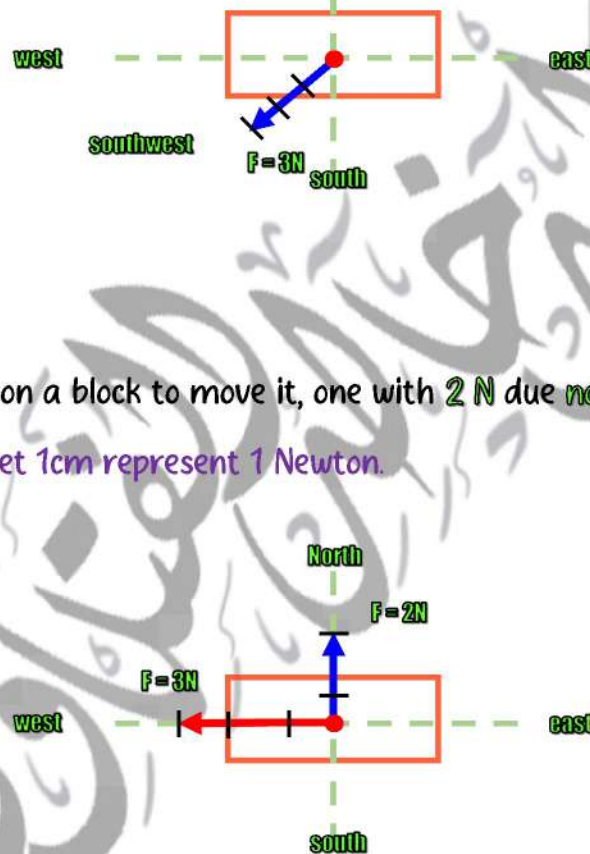 west
east
southwest
F = 3N
south
on a block to move it, one with 2 N due no
et 1cm represent 1 Newton.
North
F = 2N
F = 3N
west
east
south